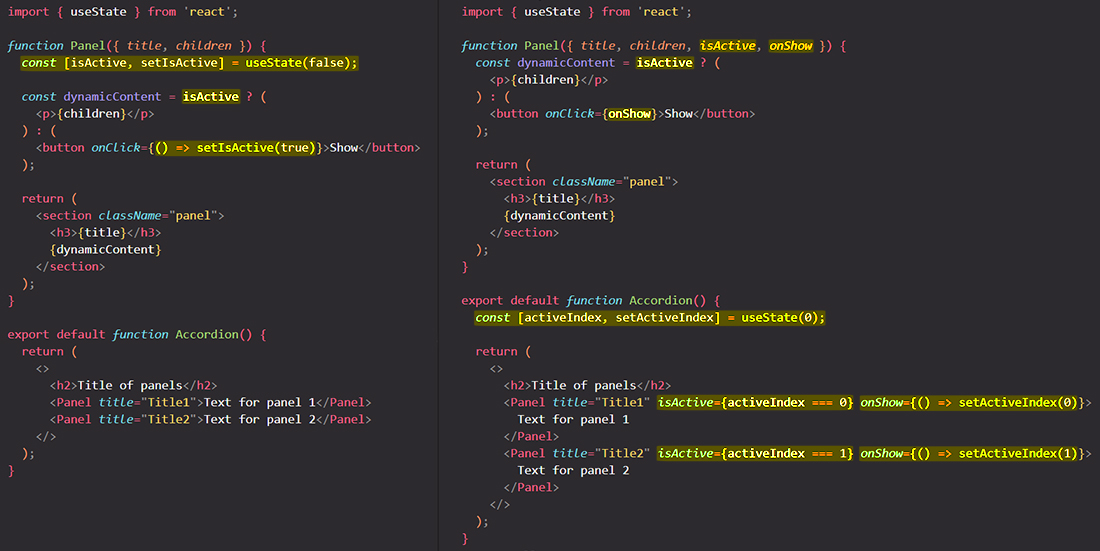 import { useState } from 'react';
function Panel({ title, children }) {
const [isActive, setIsActive] = useState(false);
const dynamicContent = isActive ? (
<p>{children}</p>
) : (
<button onClick={() => setIsActive(true)}>Show</button>
);
return (
<section className="panel">
<h3>{title}</h3>
{dynamicContent}
</section>
);
}
export default function Accordion() {
return (
<>
<h2>Title of panels</h2>
<Panel title="Title1">Text for panel 1</Panel>
<Panel title="Title2">Text for panel 2</Panel>
</>
);
}
import { useState } from 'react';
function Panel({ title, children, isActive, onShow }) {
const dynamicContent = isActive ? (
<p>{children}</p>
) : (
<button onClick={onShow}>Show</button>
);
return (
<section className="panel">
<h3>{title}</h3>
{dynamicContent}
</section>
);
}
export default function Accordion() {
const [activeIndex, setActiveIndex] = useState(0);
return (
<>
<h2>Title of panels</h2>
<Panel title="Title1" isActive={activeIndex === 0} onShow={() => setActiveIndex(0)}>
Text for panel 1
</Panel>
<Panel title="Title2" isActive={activeIndex === 1} onShow={() => setActiveIndex(1)}>
Text for panel 2
</Panel>
</>
);
}